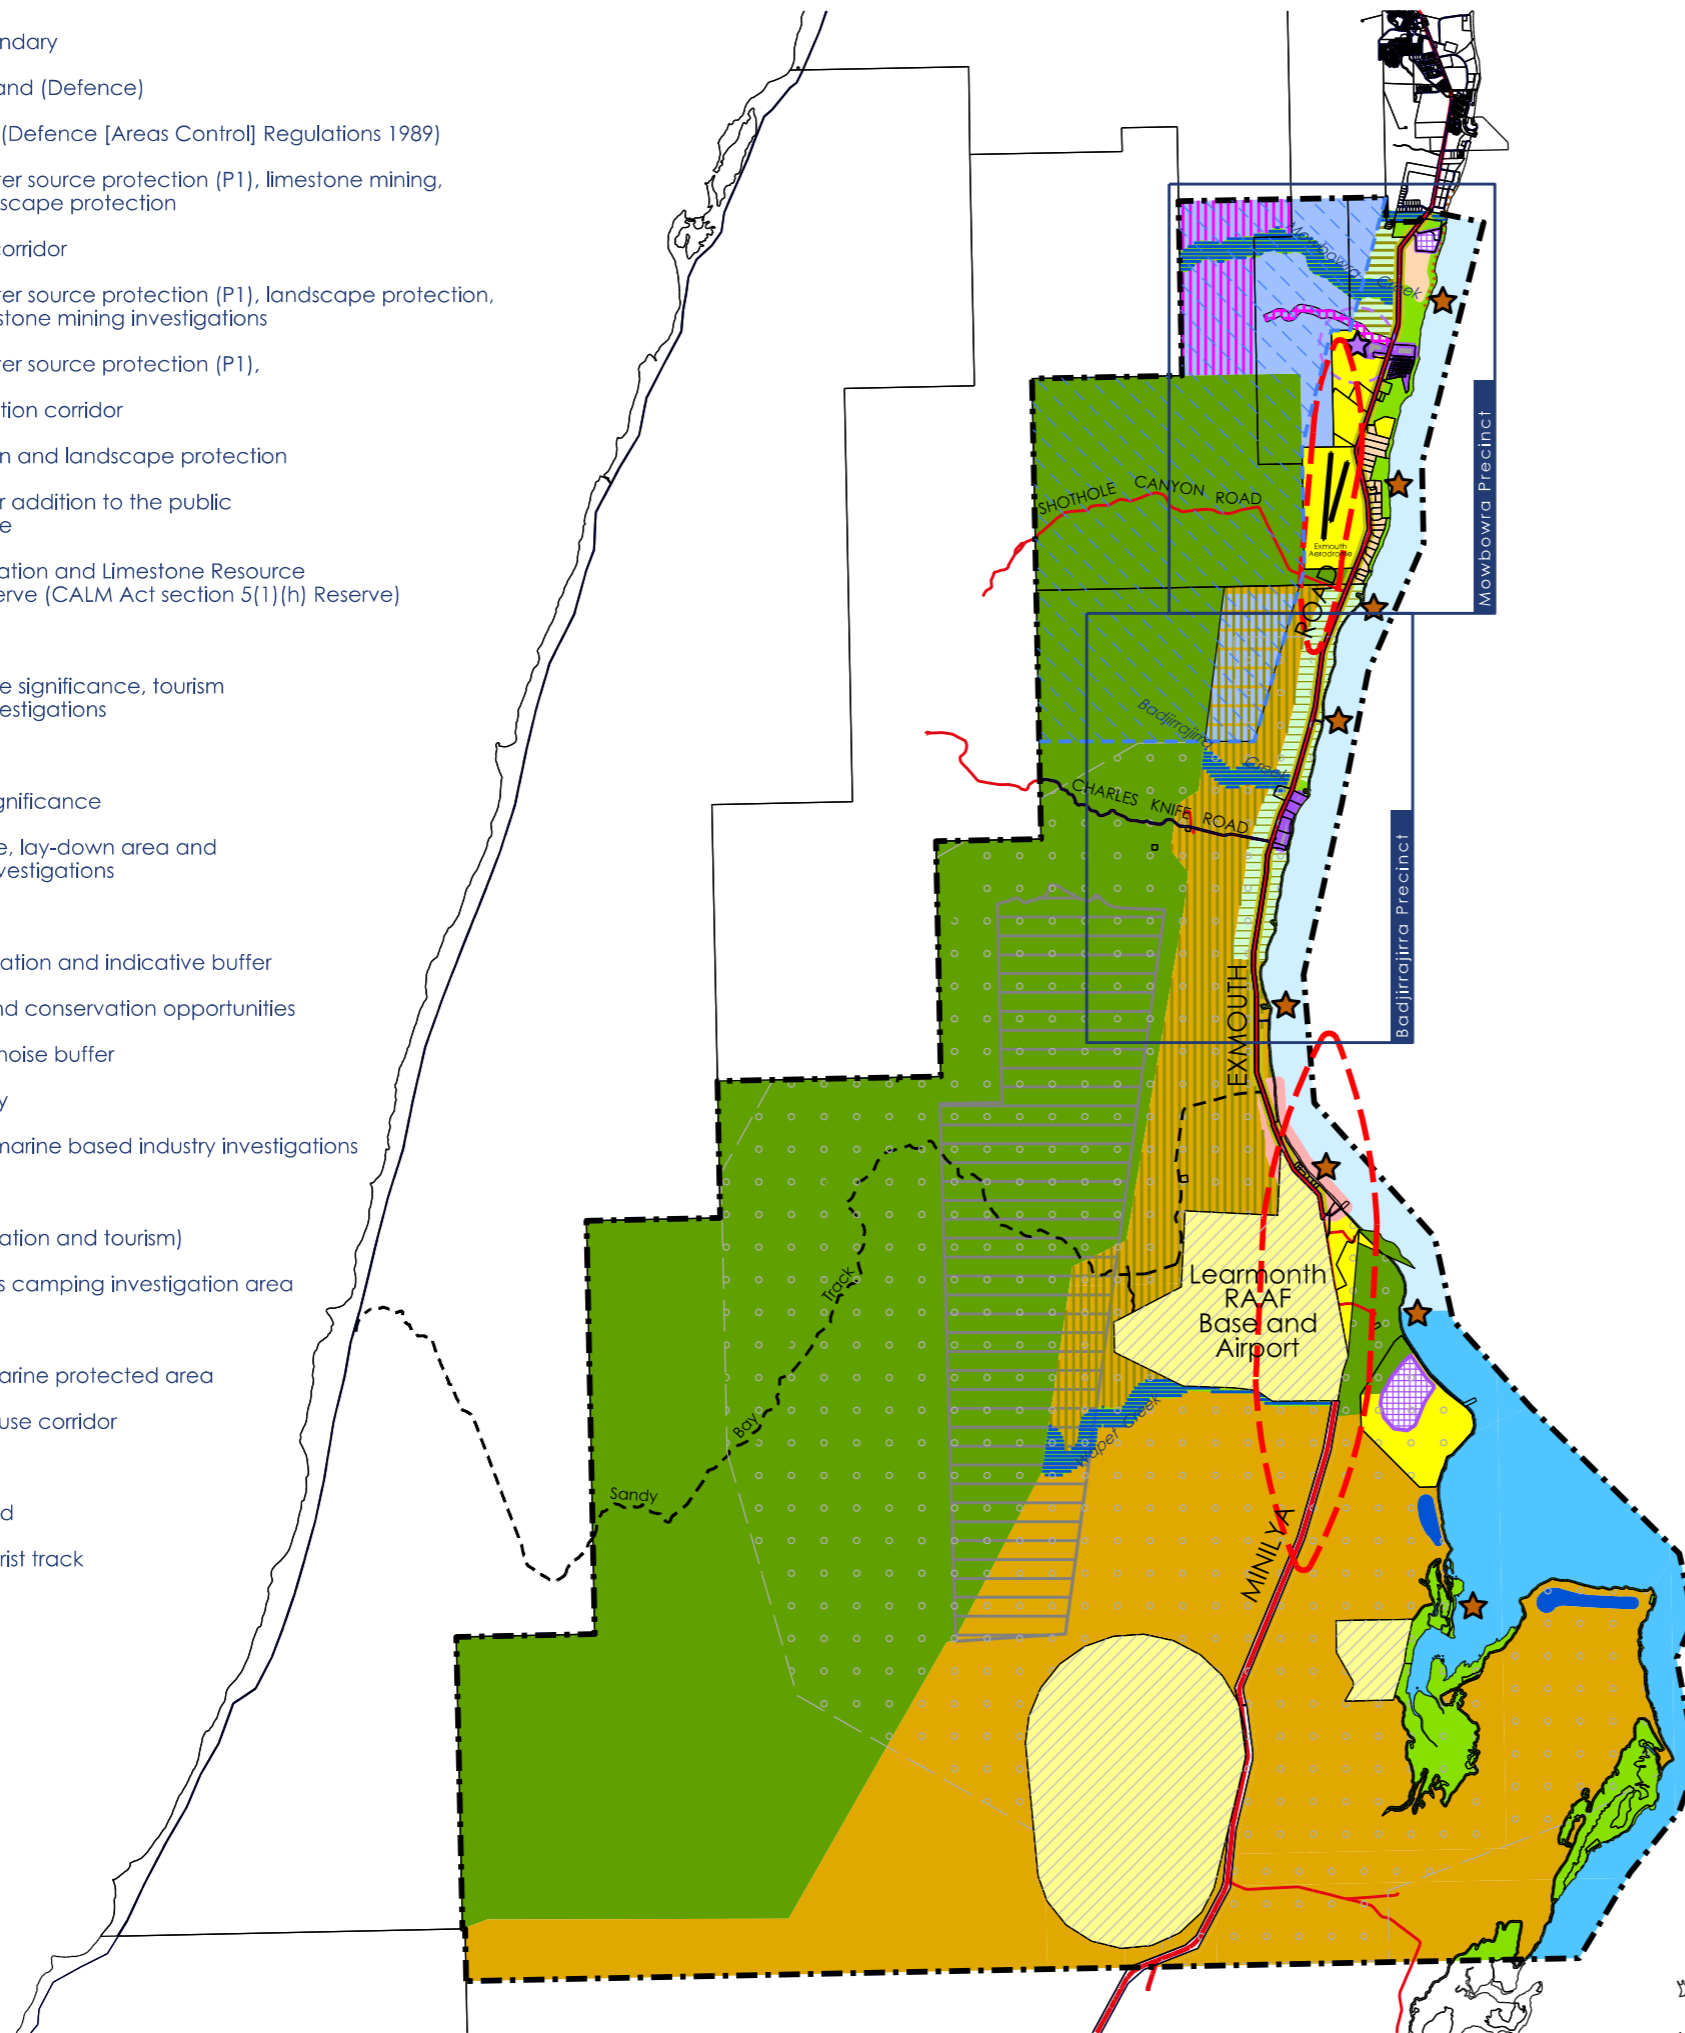 ndary
and (Defence)
(Defence [Areas Control] Regulations 1989)
er source protection (P1), limestone mining,
scape protection
corridor
er source protection (P1), landscape protection,
stone mining investigations
er source protection (P1),
tion corridor
n and landscape protection
r addition to the public
e
ation and Limestone Resource
erve (CALM Act section 5(1)(h) Reserve)
e significance, tourism
estigations
gnificance
e, lay-down area and
vestigations
ation and indicative buffer
nd conservation opportunities
noise buffer
y
marine based industry investigations
ation and tourism)
s camping investigation area
arine protected area
use corridor
d
rist track
Mowbowra
Creek
Mowbowra Precinct
SHOTHOLE CANYON ROAD
Exmouth
Aerodrome
ROAD
Badjirrajirra
Creek
CHARLES KNIFE ROAD
Badjirrajirra Precinct
EXMOUTH
Learmonth
RAAF
Base and
Airport
Track
Bay
Sandy
Wapet Creek
MINILYA